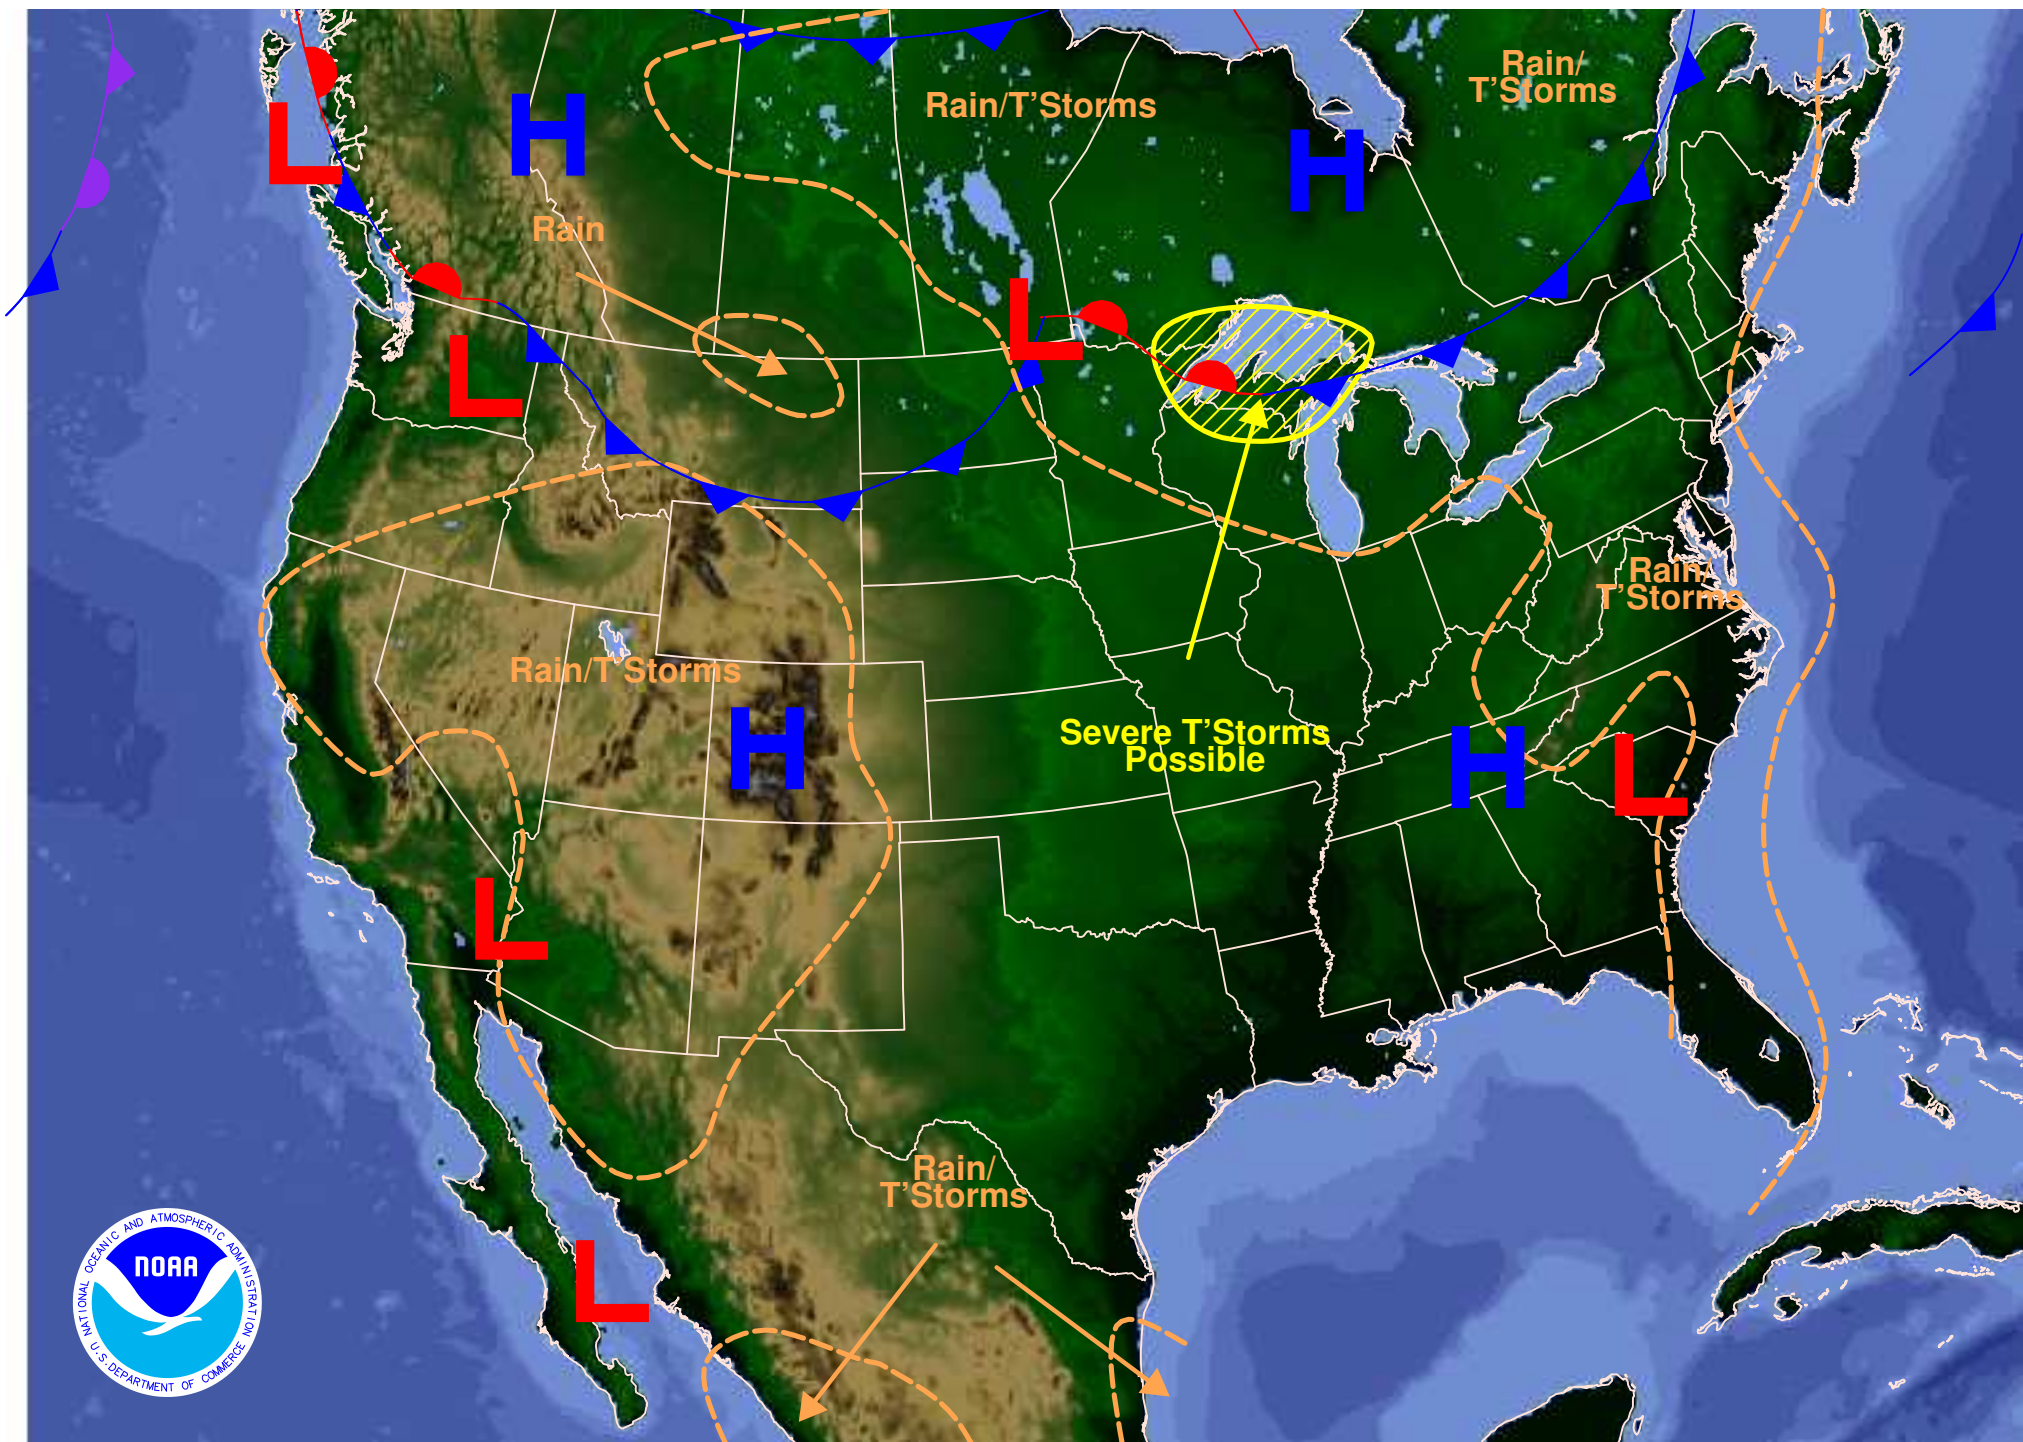 Rain/
T'Storms
Rain/T'Storms
H
H
L
Rain
L
L
Rain/
T'Storms
Rain/T'Storms
H
Severe T'Storms
Possible
H
L
L
Rain/
T'Storms
L
NATIONAL OCEANIC AND ATMOSPHERIC ADMINISTRATION
NOAA
U.S. DEPARTMENT OF COMMERCE